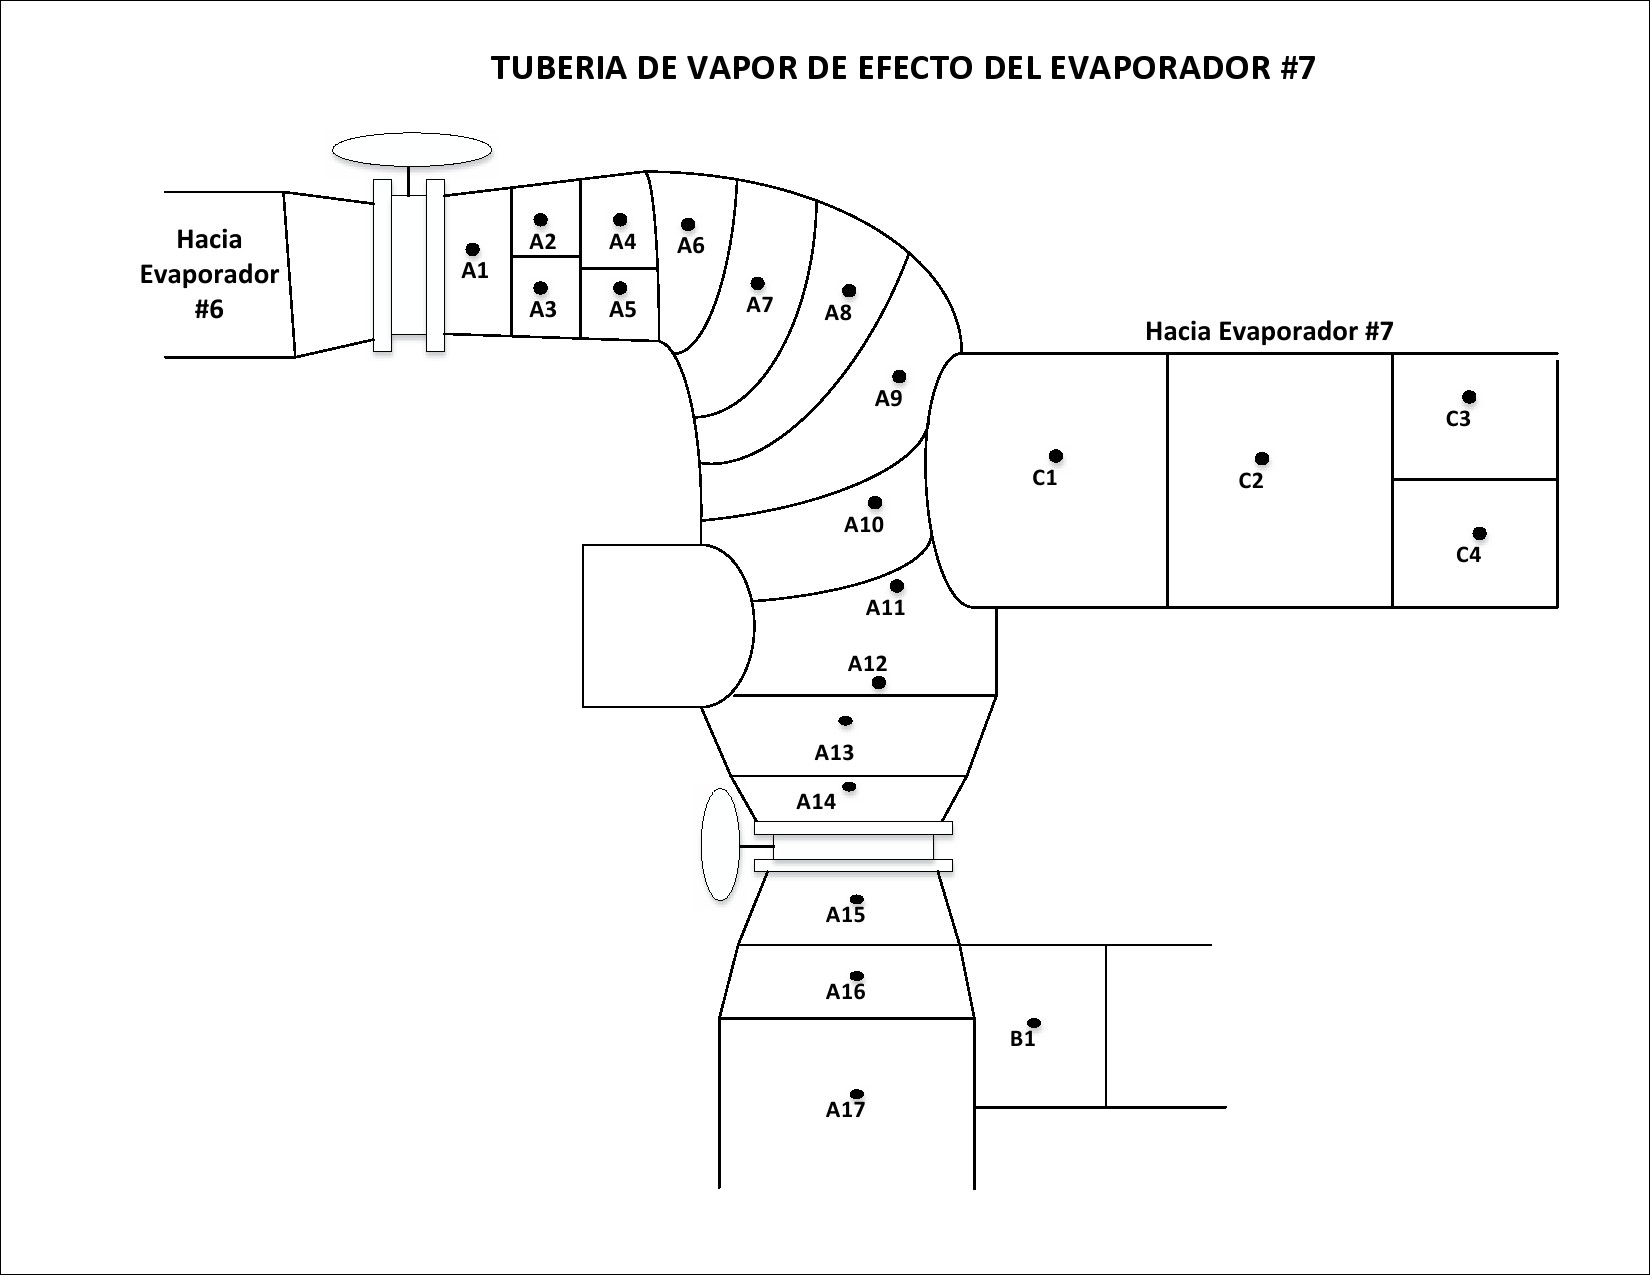 TUBERIA DE VAPOR DE EFECTO DEL EVAPORADOR #7
Hacia
Evaporador
#6
A1
A2
A3
A4
A5
A6
A7
A8
A9
Hacia Evaporador #7
C1
C2
C3
C4
A10
A11
A12
A13
A14
A15
A16
B1
A17